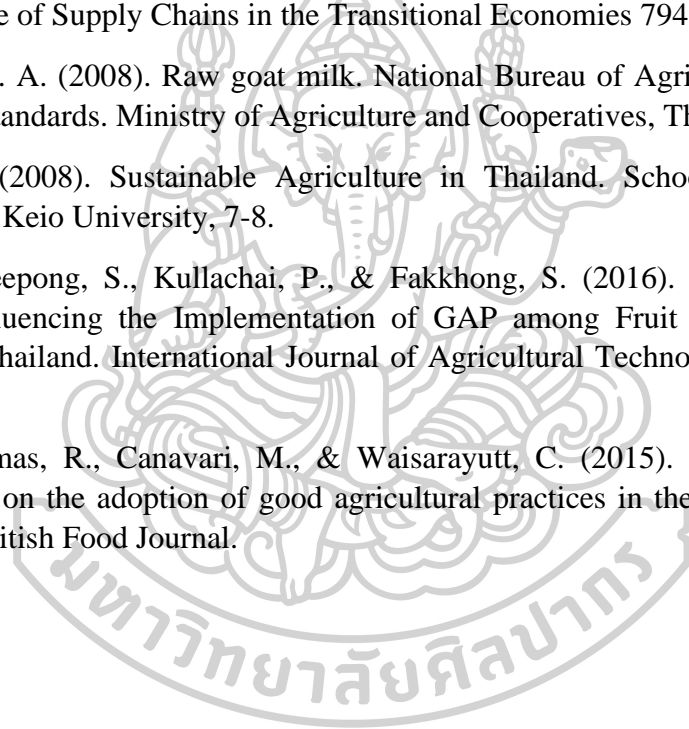 e of Supply Chains in the Transitional Economies 794
. A. (2008). Raw goat milk. National Bureau of Agri
tandards. Ministry of Agriculture and Cooperatives, Th
(2008). Sustainable Agriculture in Thailand. Schoo
Keio University, 7-8.
eepong, S., Kullachai, P., & Fakkhong, S. (2016).
luencing the Implementation of GAP among Fruit
hailand. International Journal of Agricultural Techno
mas, R., Canavari, M., & Waisarayutt, C. (2015).
on the adoption of good agricultural practices in the
itish Food Journal.
มหาวิทยาลัยศิลปากร